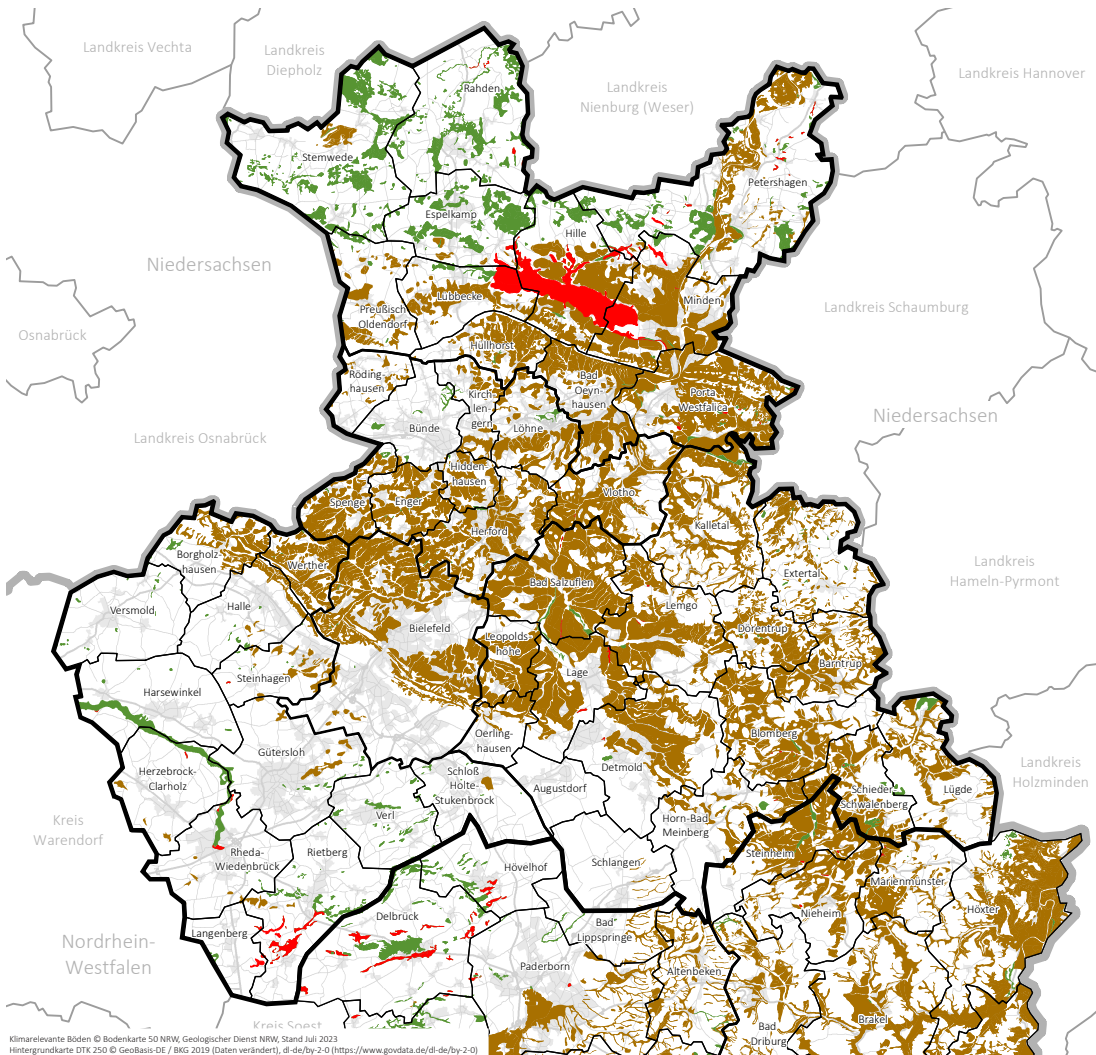 Landkreis Vechta
Landkreis
Diepholz
Landkreis
Nienburg (Weser)
Landkreis Hannover
Rahden
Stemwede
Petershagen
Espelkamp
Hille
Niedersachsen
Lübbecke
Minden
Landkreis Schaumburg
Preußisch
Oldendorf
Osnabrück
Hüllhorst
Röding-
hausen
Bad
Oeyn-
hausen
Kirch
len-
gern
Porta
Westfalica
Niedersachsen
Landkreis Osnabrück
Bünde
Löhne
Hidden-
hausen
Vlotho
Spenge
Enger
Kalletal
Herford
Borgholz-
hausen
Werther
Landkreis
Hameln-Pyrmont
Extertal
Bad Salzuflen
Versmold
Halle
Lemgo
Bielefeld
Dörentrup
Leopolds-
höhe
Barntrup
Steinhagen
Lage
Harsewinkel
Oerling-
hausen
Blomberg
Gütersloh
Detmold
Landkreis
Holzminden
Herzebrock-
Clarholz
Schloß
Holte-
Stukenbrock
Augustdorf
Schieder-
Schwalenberg
Lügde
Kreis
Warendorf
Verl
Horn-Bad
Meinberg
Rheda-
Wiedenbrück
Rietberg
Steinheim
Hövelhof
Schlangen
Marienmünster
Delbrück
Nieheim
Höxter
Langenberg
Bad
Lippspringe
Nordrhein-
Westfalen
Paderborn
Altenbeken
Kreis Soest
Bad
Driburg
Brakel
Klimarelevante Böden © Bodenkarte 50 NRW, Geologischer Dienst NRW, Stand Juli 2023
Hintergrundkarte DTK 250 © GeoBasis-DE / BKG 2019 (Daten verändert), dl-de/by-2-0 (https://www.govdata.de/dl-de/by-2-0)